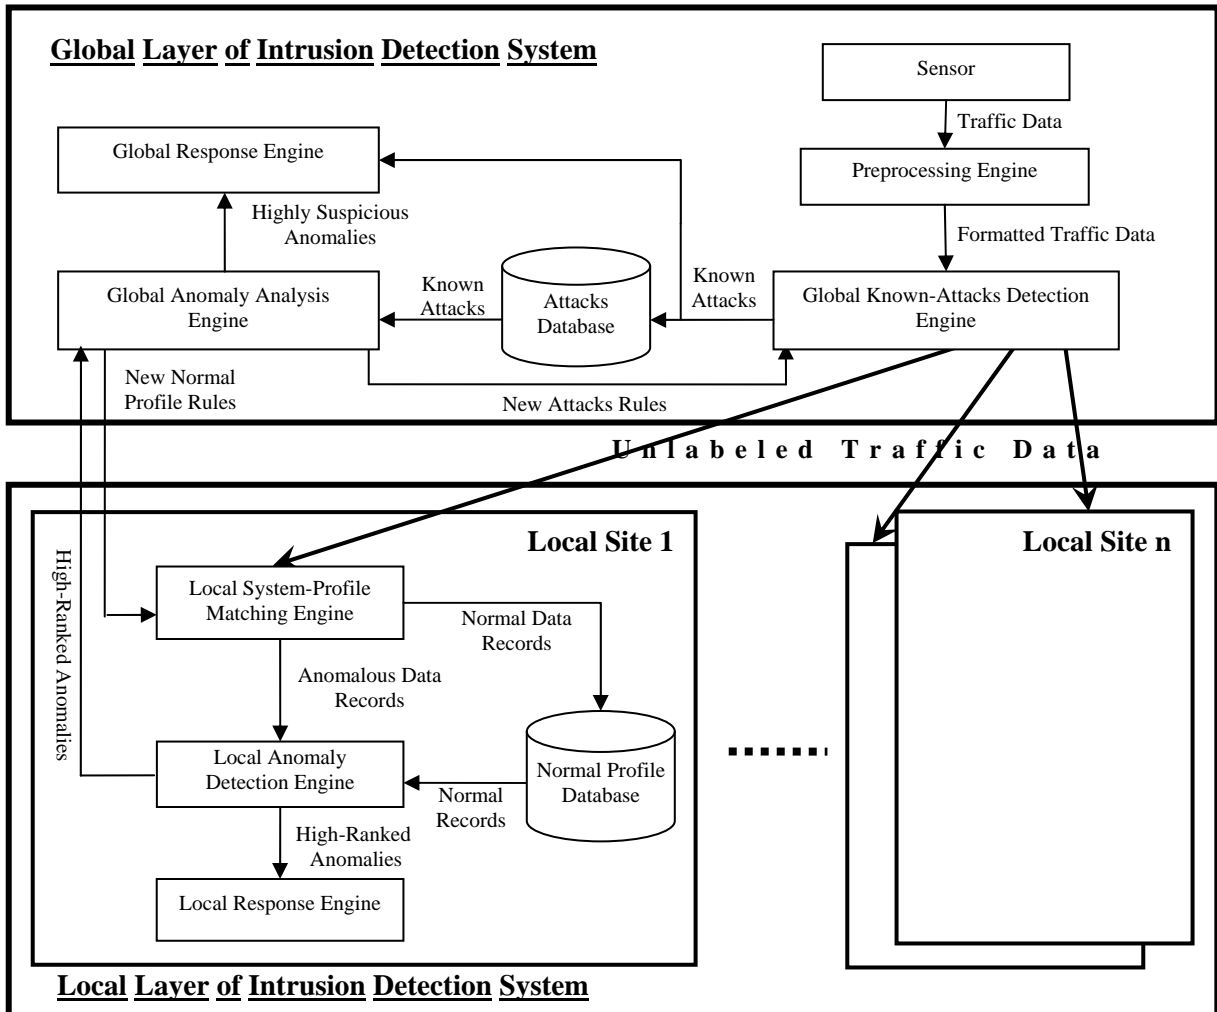 Global Layer of Intrusion Detection System
Sensor
Traffic Data
Global Response Engine
Preprocessing Engine
Highly Suspicious
Anomalies
Formatted Traffic Data
Global Anomaly Analysis
Engine
Known
Attacks
Attacks
Database
Known
Attacks
Global Known-Attacks Detection
Engine
New Normal
Profile Rules
New Attacks Rules
Unlabeled Traffic Data
Local Site 1
Local Site n
High-Ranked Anomalies
Local System-Profile
Matching Engine
Normal Data
Records
Anomalous Data
Records
Local Anomaly
Detection Engine
Normal Profile
Database
Normal
Records
High-Ranked
Anomalies
Local Response Engine
Local Layer of Intrusion Detection System